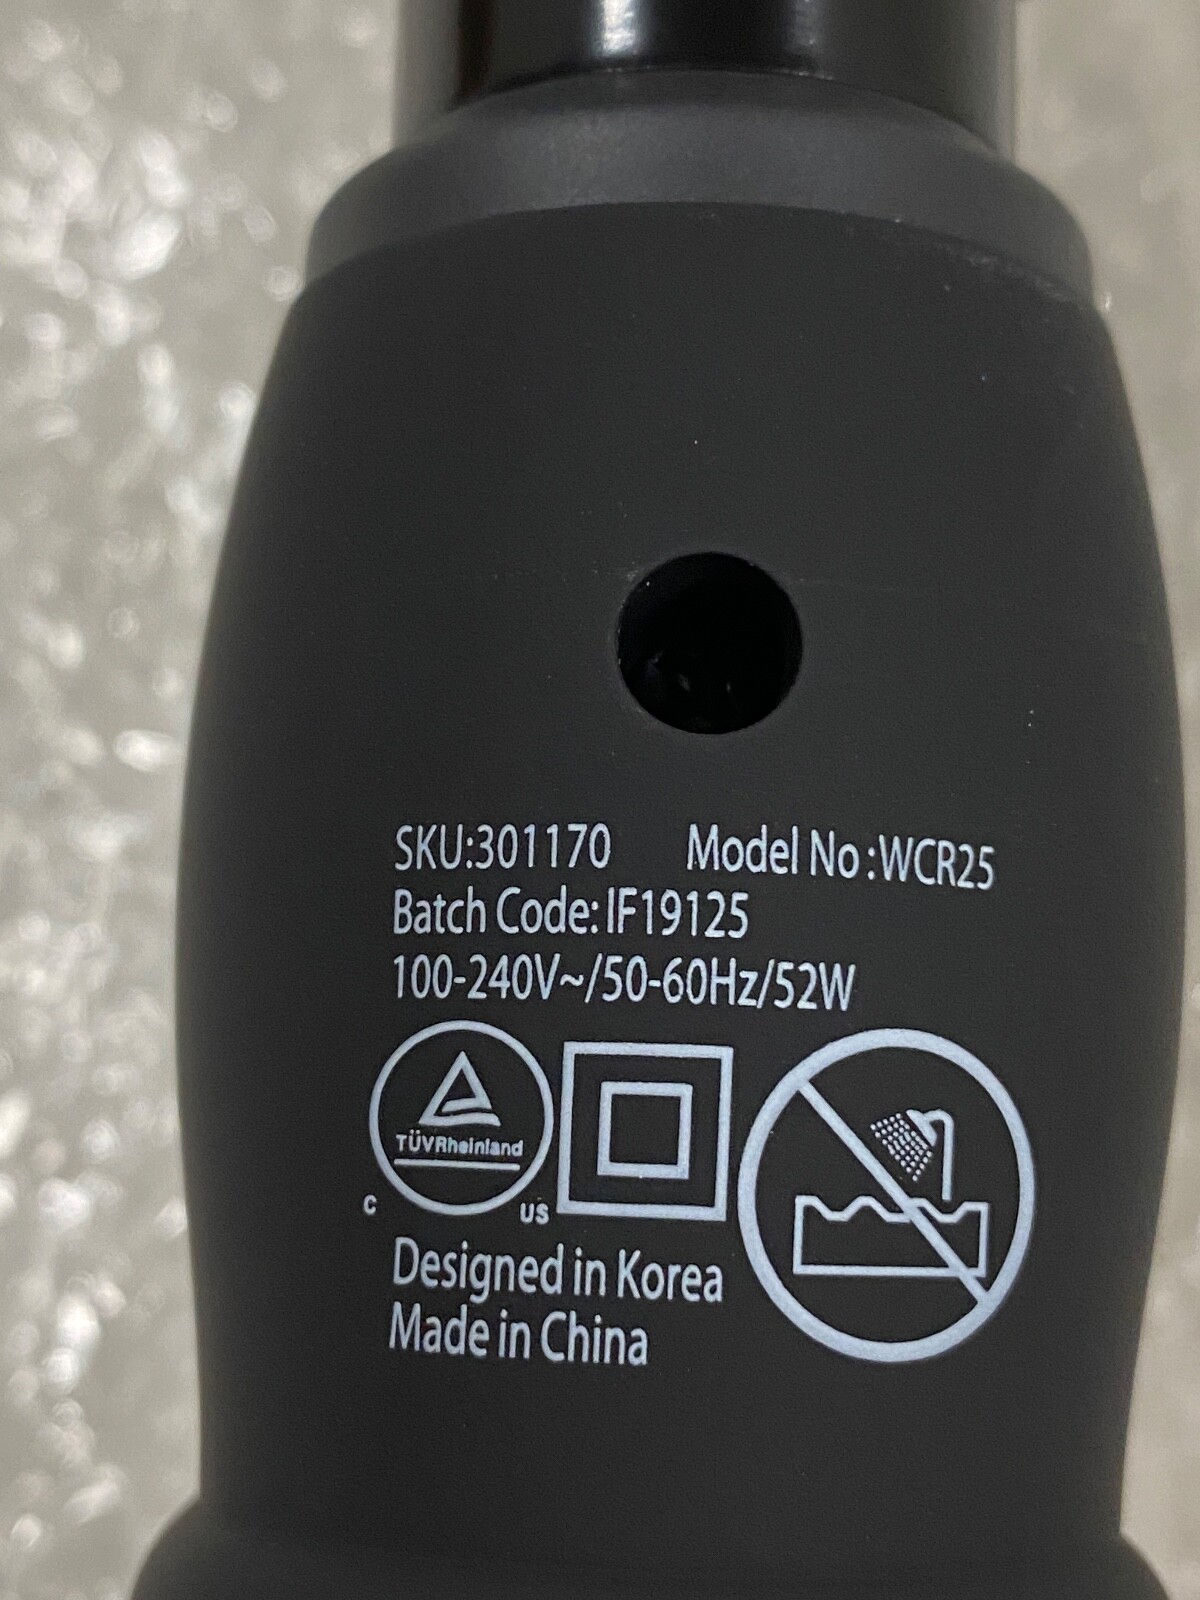 SKU:301170 Model No:WCR25
Batch Code: IF19125
100-240V~/50-60Hz/52W
TÜVRheinland
C US
Designed in Korea
Made in China